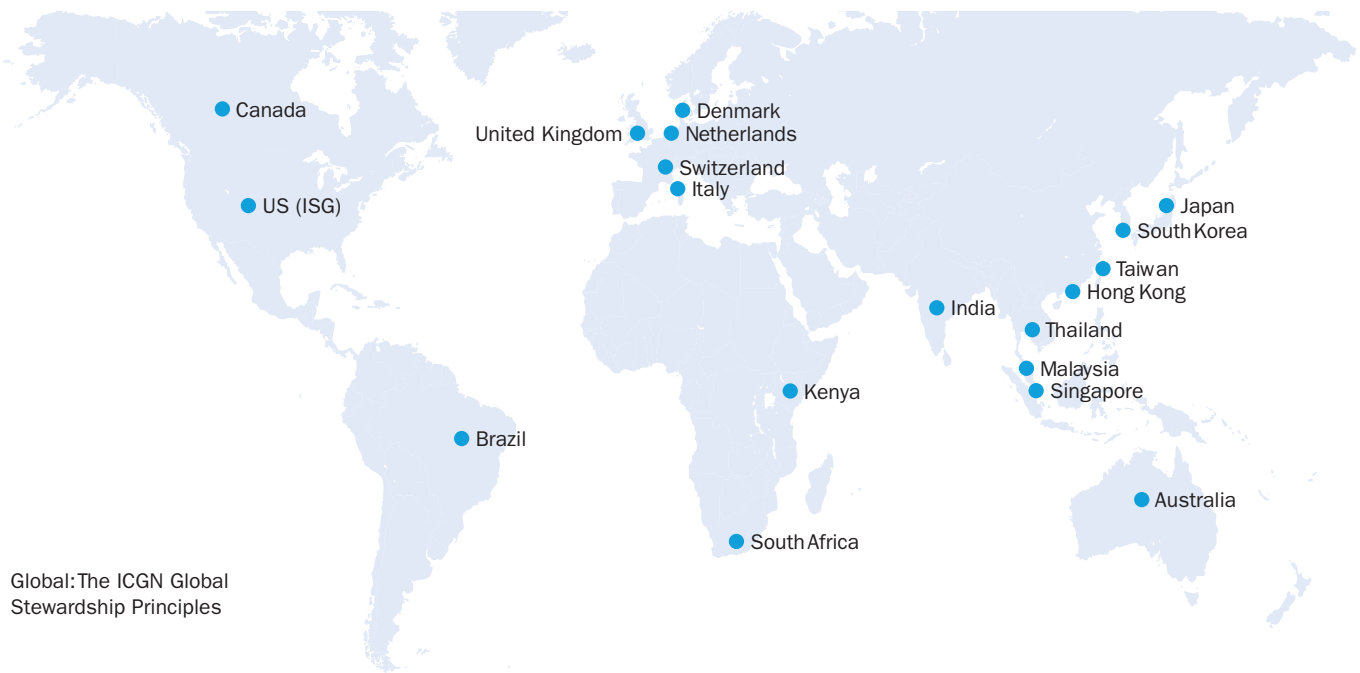 Canada
Denmark
United Kingdom
Netherlands
Switzerland
Italy
US (ISG)
Japan
South Korea
Taiwan
Hong Kong
India
Thailand
Malaysia
Singapore
Kenya
Brazil
Australia
South Africa
Global: The ICGN Global
Stewardship Principles